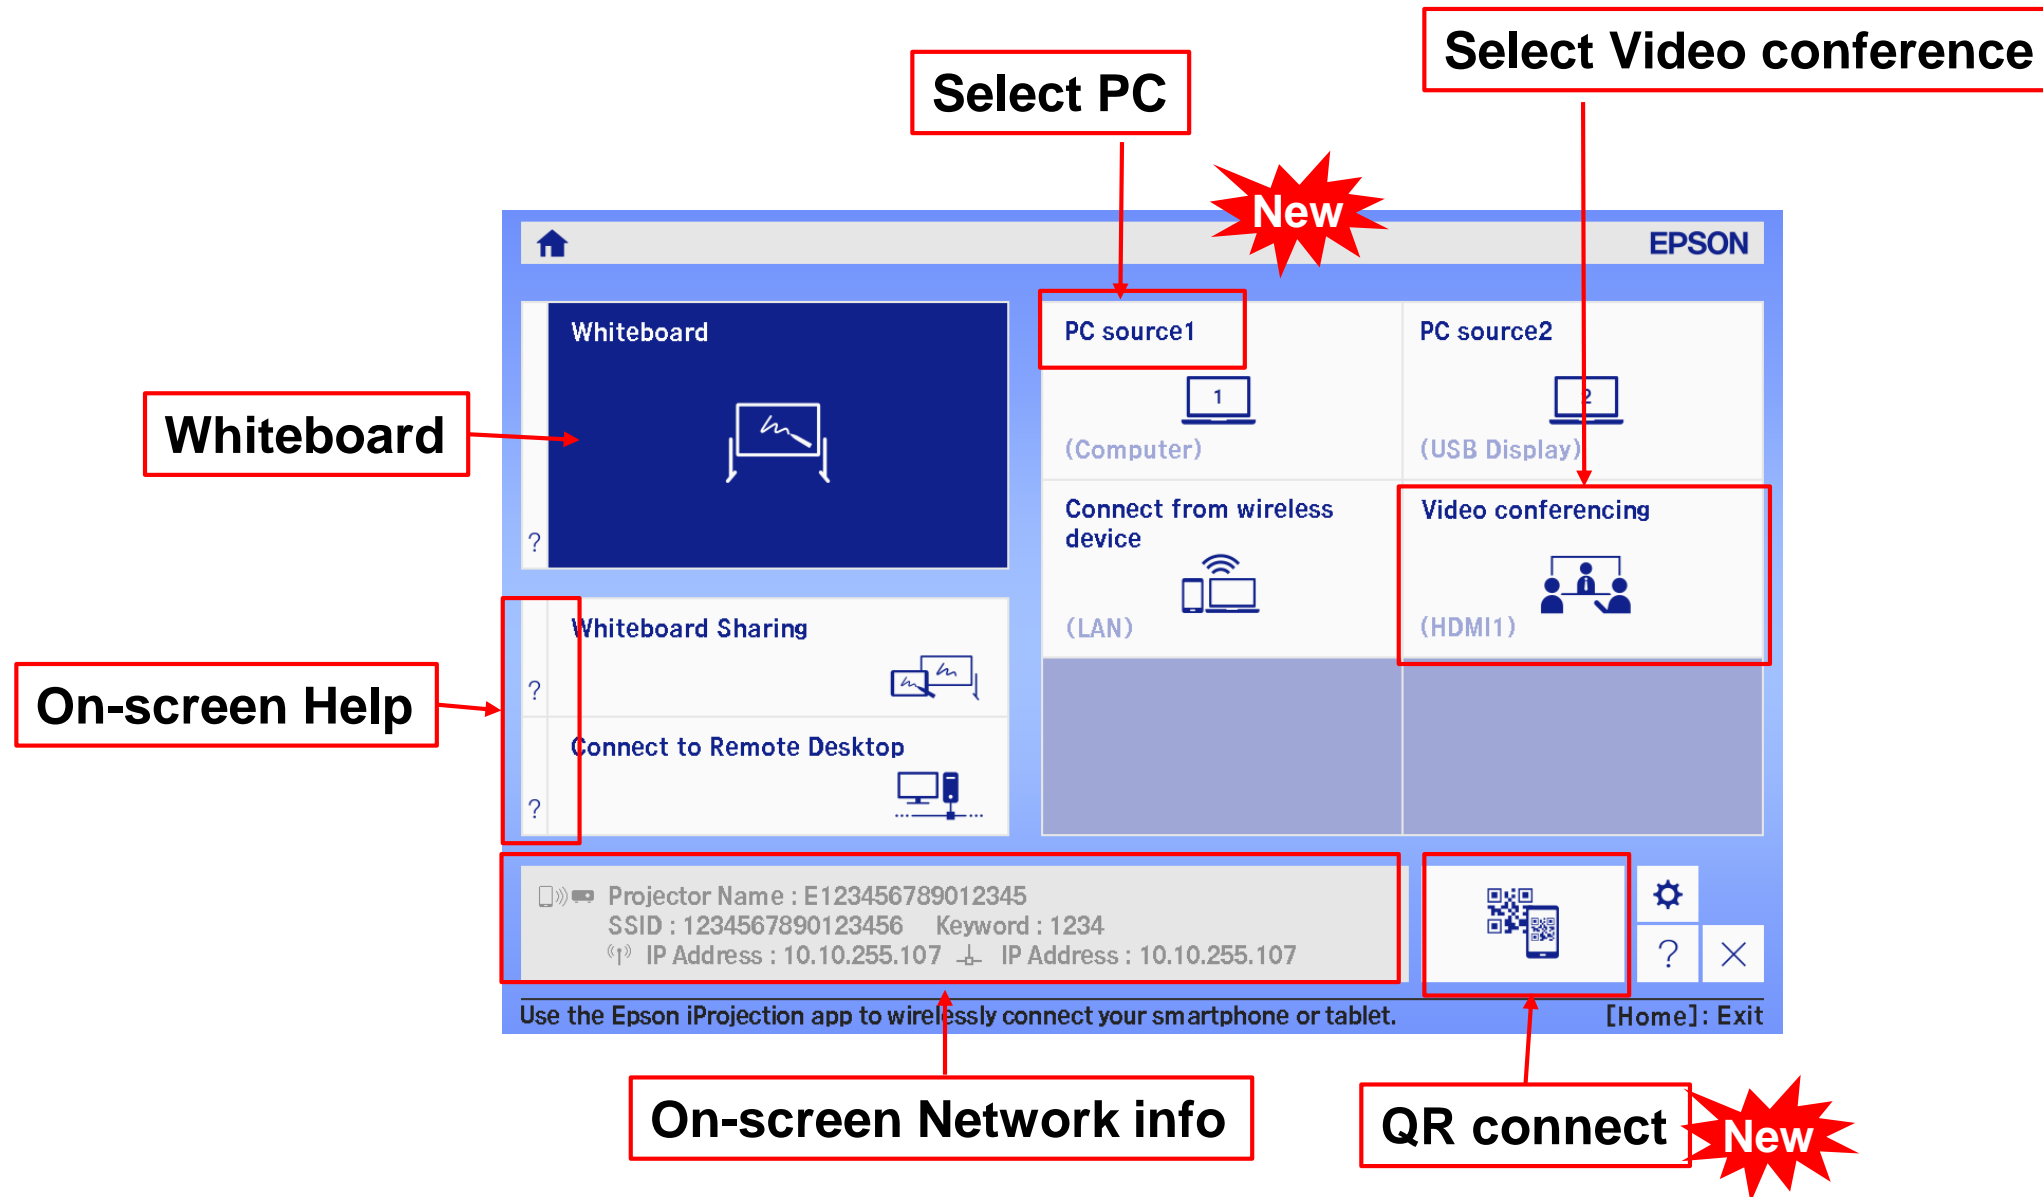 Select Video conference
Select PC
New
EPSON
Whiteboard
PC source1
PC source2
1
2
(Computer)
(USB Display)
Whiteboard
Connect from wireless
device
Video conferencing
?
(LAN)
(HDMI1)
Whiteboard Sharing
?
On-screen Help
Connect to Remote Desktop
?
Projector Name : E123456789012345
SSID : 1234567890123456 Keyword : 1234
IP Address : 10.10.255.107 IP Address : 10.10.255.107
?
Use the Epson iProjection app to wirelessly connect your smartphone or tablet.
[Home]: Exit
On-screen Network info
QR connect
New